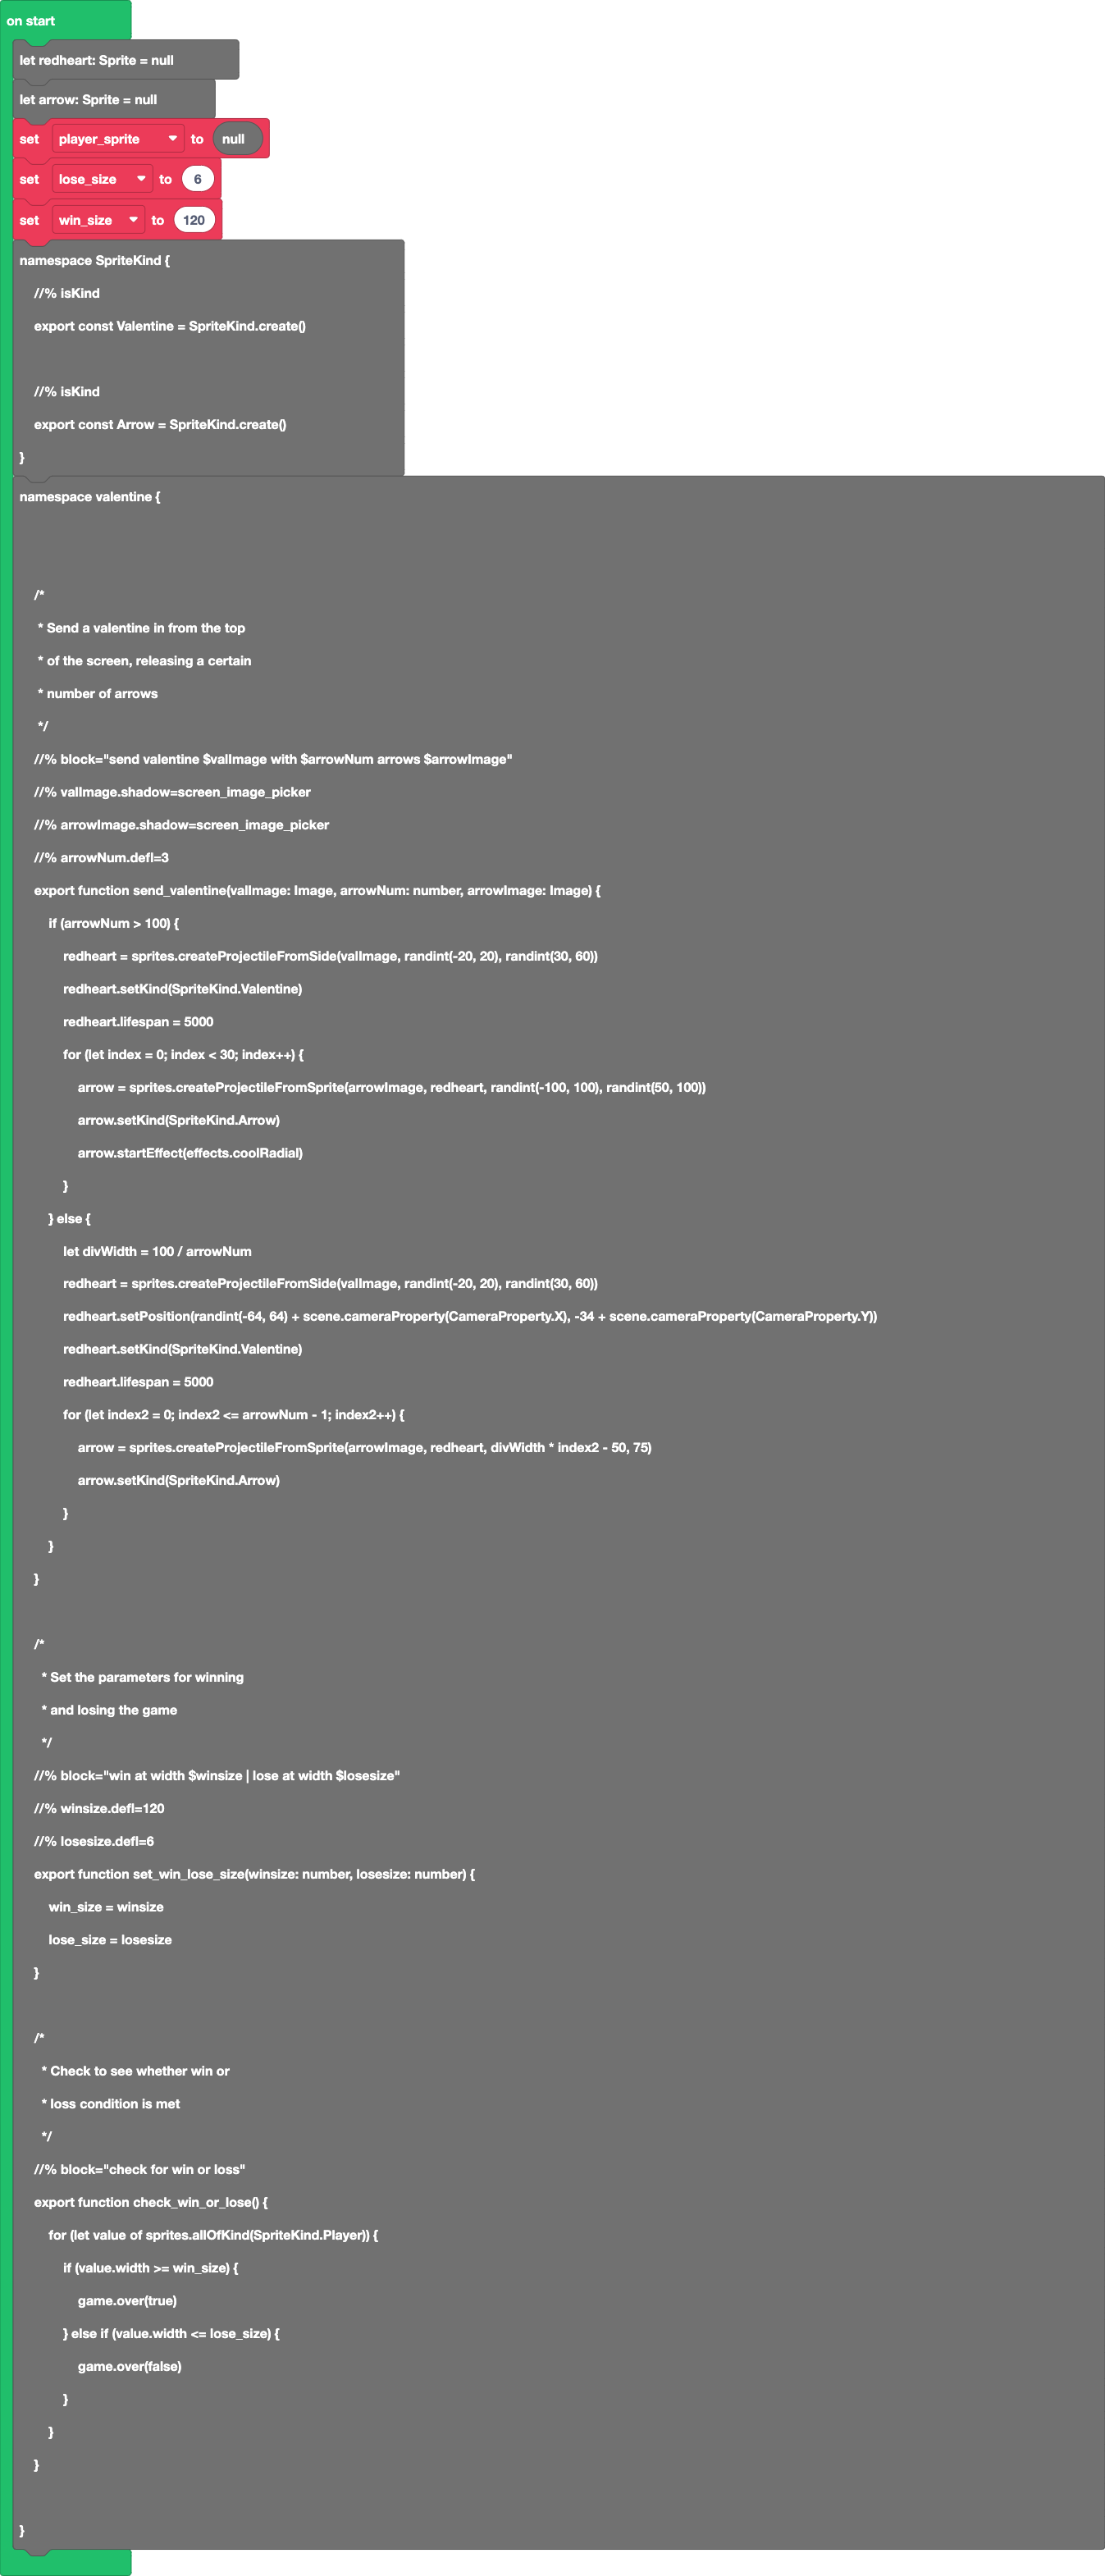 on start
let redheart: Sprite = null
let arrow: Sprite = null
set player_sprite to null
set lose_size to 6
set win_size to 120
namespace SpriteKind {
//% isKind
export const Valentine = SpriteKind.create()
//% isKind
export const Arrow = SpriteKind.create()
}
namespace valentine {
/*
* Send a valentine in from the top
* of the screen, releasing a certain
* number of arrows
*/
//% block="send valentine $valImage with $arrowNum arrows $arrowImage"
//% valImage.shadow=screen_image_picker
//% arrowImage.shadow=screen_image_picker
//% arrowNum.defl=3
export function send_valentine(valImage: Image, arrowNum: number, arrowImage: Image) {
if (arrowNum > 100) {
redheart = sprites.createProjectileFromSide(valImage, randint(-20, 20), randint(30, 60))
redheart.setKind(SpriteKind.Valentine)
redheart.lifespan = 5000
for (let index = 0; index < 30; index++) {
arrow = sprites.createProjectileFromSprite(arrowImage, redheart, randint(-100, 100), randint(50, 100))
arrow.setKind(SpriteKind.Arrow)
arrow.startEffect(effects.coolRadial)
}
} else {
let divWidth = 100 / arrowNum
redheart = sprites.createProjectileFromSide(valImage, randint(-20, 20), randint(30, 60))
redheart.setPosition(randint(-64, 64) + scene.cameraProperty(CameraProperty.X), -34 + scene.cameraProperty(CameraProperty.Y))
redheart.setKind(SpriteKind.Valentine)
redheart.lifespan = 5000
for (let index2 = 0; index2 <= arrowNum - 1; index2++) {
arrow = sprites.createProjectileFromSprite(arrowImage, redheart, divWidth * index2 - 50, 75)
arrow.setKind(SpriteKind.Arrow)
}
}
}
/*
* Set the parameters for winning
* and losing the game
*/
//% block="win at width $winsize | lose at width $losesize"
//% winsize.defl=120
//% losesize.defl=6
export function set_win_lose_size(winsize: number, losesize: number) {
win_size = winsize
lose_size = losesize
}
/*
* Check to see whether win or
* loss condition is met
*/
//% block="check for win or loss"
export function check_win_or_lose() {
for (let value of sprites.allOfKind(SpriteKind.Player)) {
if (value.width >= win_size) {
game.over(true)
} else if (value.width <= lose_size) {
game.over(false)
}
}
}
}